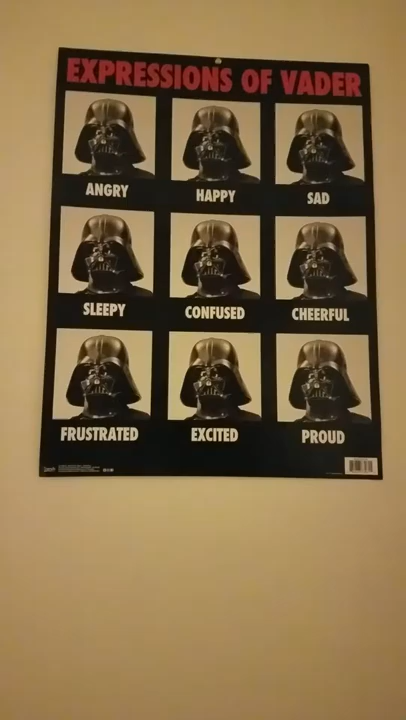 EXPRESSIONS OF VADER
ANGRY HAPPY SAD
SLEEPY CONFUSED CHEERFUL
FRUSTRATED EXCITED PROUD